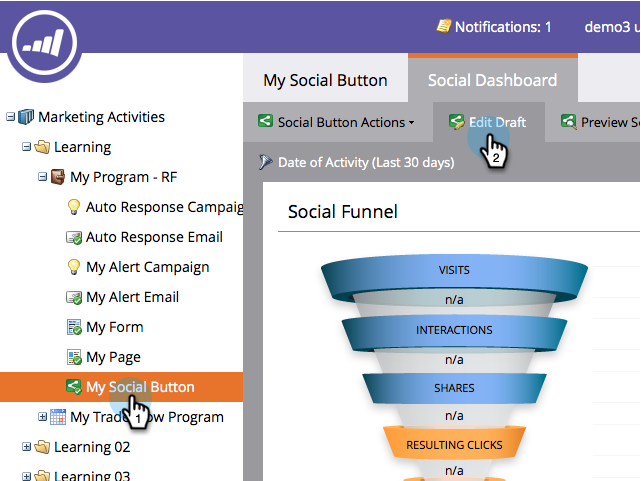 Notifications: 1
demo3 u
My Social Button
Social Dashboard
Social Button Actions
Edit Draft
Preview S
2
Date of Activity (Last 30 days)
Marketing Activities
Learning
My Program - RF
Auto Response Campaig
Auto Response Email
My Alert Campaign
My Alert Email
My Form
My Page
My Social Button
1
My Trade Program
Learning 02
Learning 03
Social Funnel
VISITS
n/a
INTERACTIONS
n/a
SHARES
n/a
RESULTING CLICKS
n/a